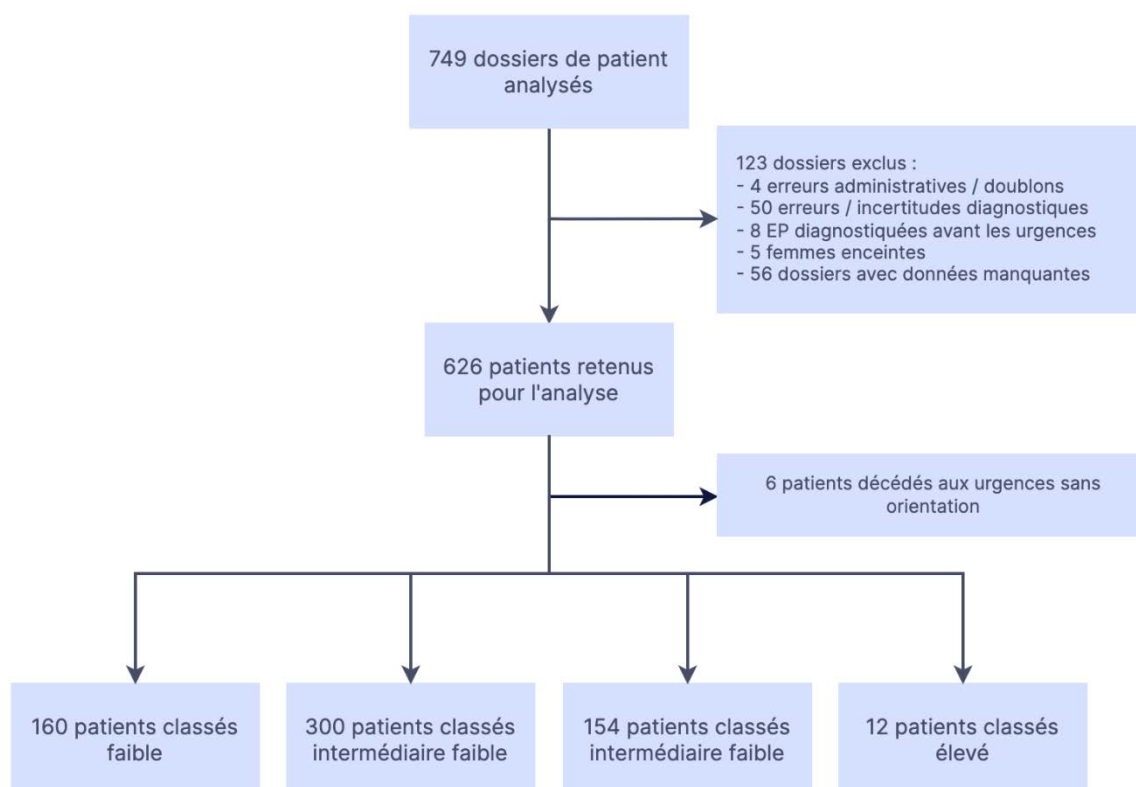 749 dossiers de patient
analysés
123 dossiers exclus :
- 4 erreurs administratives / doublons
- 50 erreurs / incertitudes diagnostiques
- 8 EP diagnostiquées avant les urgences
- 5 femmes enceintes
- 56 dossiers avec données manquantes
626 patients retenus
pour l'analyse
6 patients décédés aux urgences sans
orientation
160 patients classés
faible
300 patients classés
intermédiaire faible
154 patients classés
intermédiaire faible
12 patients classés
élevé